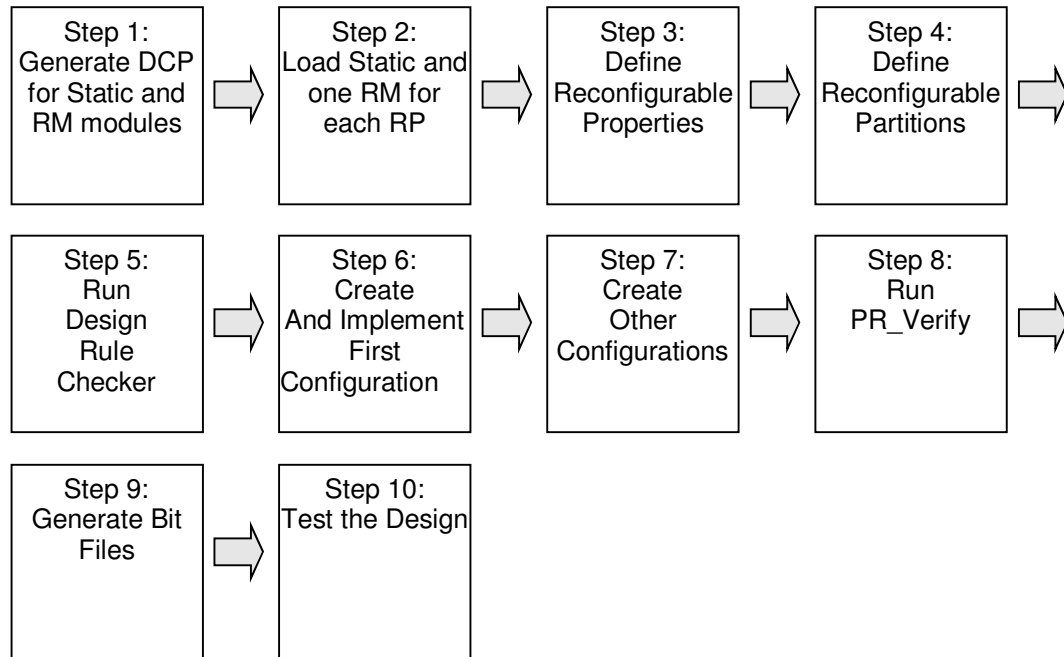 Step 1:
Generate DCP
for Static and
RM modules
Step 2:
Load Static and
one RM for
each RP
Step 3:
Define
Reconfigurable
Properties
Step 4:
Define
Reconfigurable
Partitions
Step 5:
Run
Design
Rule
Checker
Step 6:
Create
And Implement
First
Configuration
Step 7:
Create
Other
Configurations
Step 8:
Run
PR_Verify
Step 9:
Generate Bit
Files
Step 10:
Test the Design